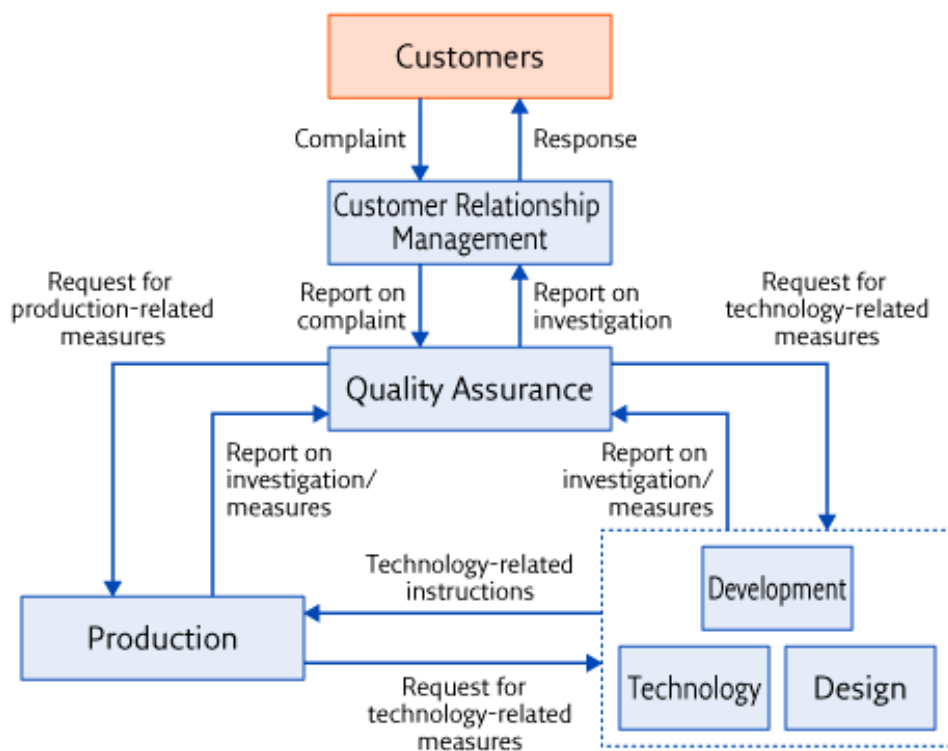 Customers
Complaint
Response
Customer Relationship
Management
Request for
production-related
measures
Report on
complaint
Report on
investigation
Request for
technology-related
measures
Quality Assurance
Report on
investigation/
measures
Report on
investigation/
measures
Technology-related
instructions
Development
Production
Technology
Design
Request for
technology-related
measures